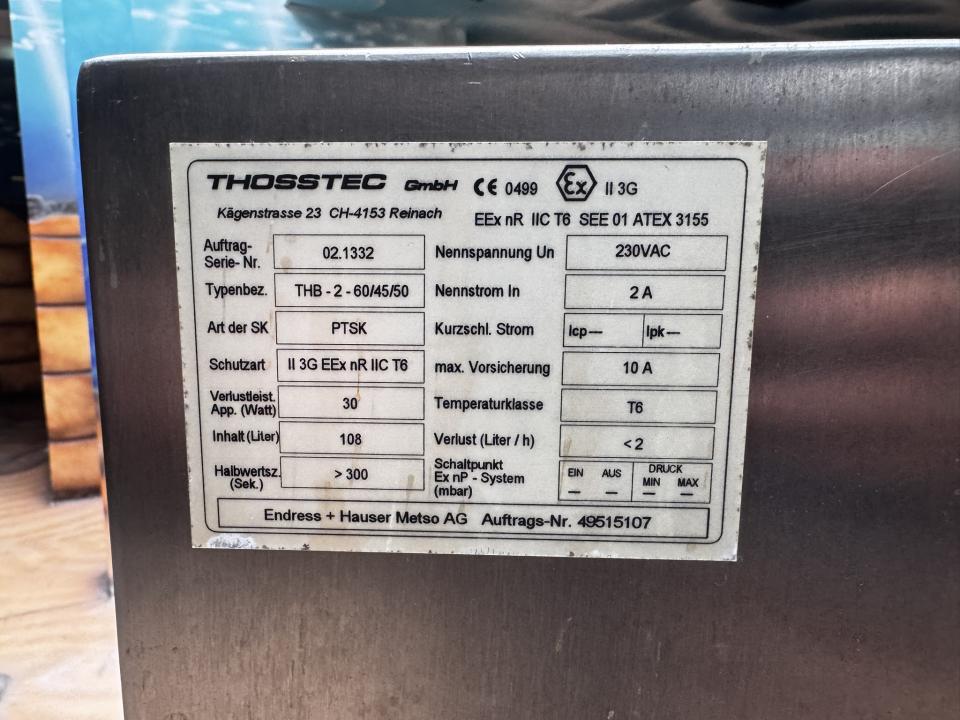 THOSSTEC GmbH CE 0499 Ex II 3G
Kägenstrasse 23 CH-4153 Reinach
EEx nR IIC T6 SEE 01 ATEX 3155
Auftrag-
Serie- Nr. 02.1332
Nennspannung Un 230VAC
Typenbez. THB - 2 - 60/45/50
Nennstrom In 2 A
Art der SK PTSK
Kurzschl. Strom Icp--- Ipk---
Schutzart II 3G EEx nR IIC T6
max. Vorsicherung 10 A
Verlustleist.
App. (Watt) 30
Temperaturklasse T6
Inhalt (Liter) 108
Verlust (Liter / h) < 2
Halbwertsz.
(Sek.) > 300
Schaltpunkt
Ex nP - System
(mbar)
EIN AUS DRUCK
MIN MAX
— — — —
Endress + Hauser Metso AG Auftrags-Nr. 49515107